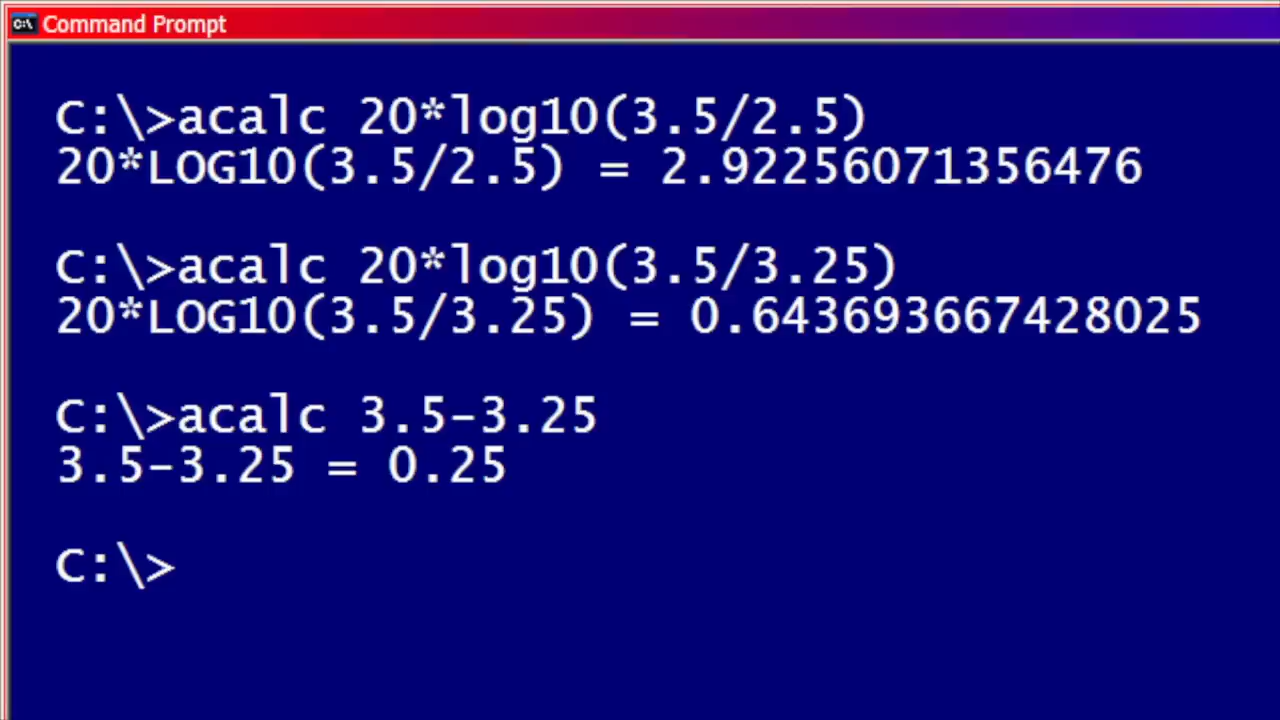 Command Prompt
C:\>acalc 20*log10(3.5/2.5)
20*LOG10(3.5/2.5) = 2.92256071356476
C:\>acalc 20*log10(3.5/3.25)
20*LOG10(3.5/3.25) = 0.643693667428025
C:\>acalc 3.5-3.25
3.5-3.25 = 0.25
C:\>